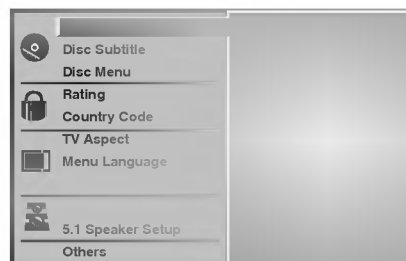 Disc Subtitle
Disc Menu
Rating
Country Code
TV Aspect
Menu Language
5.1 Speaker Setup
Others